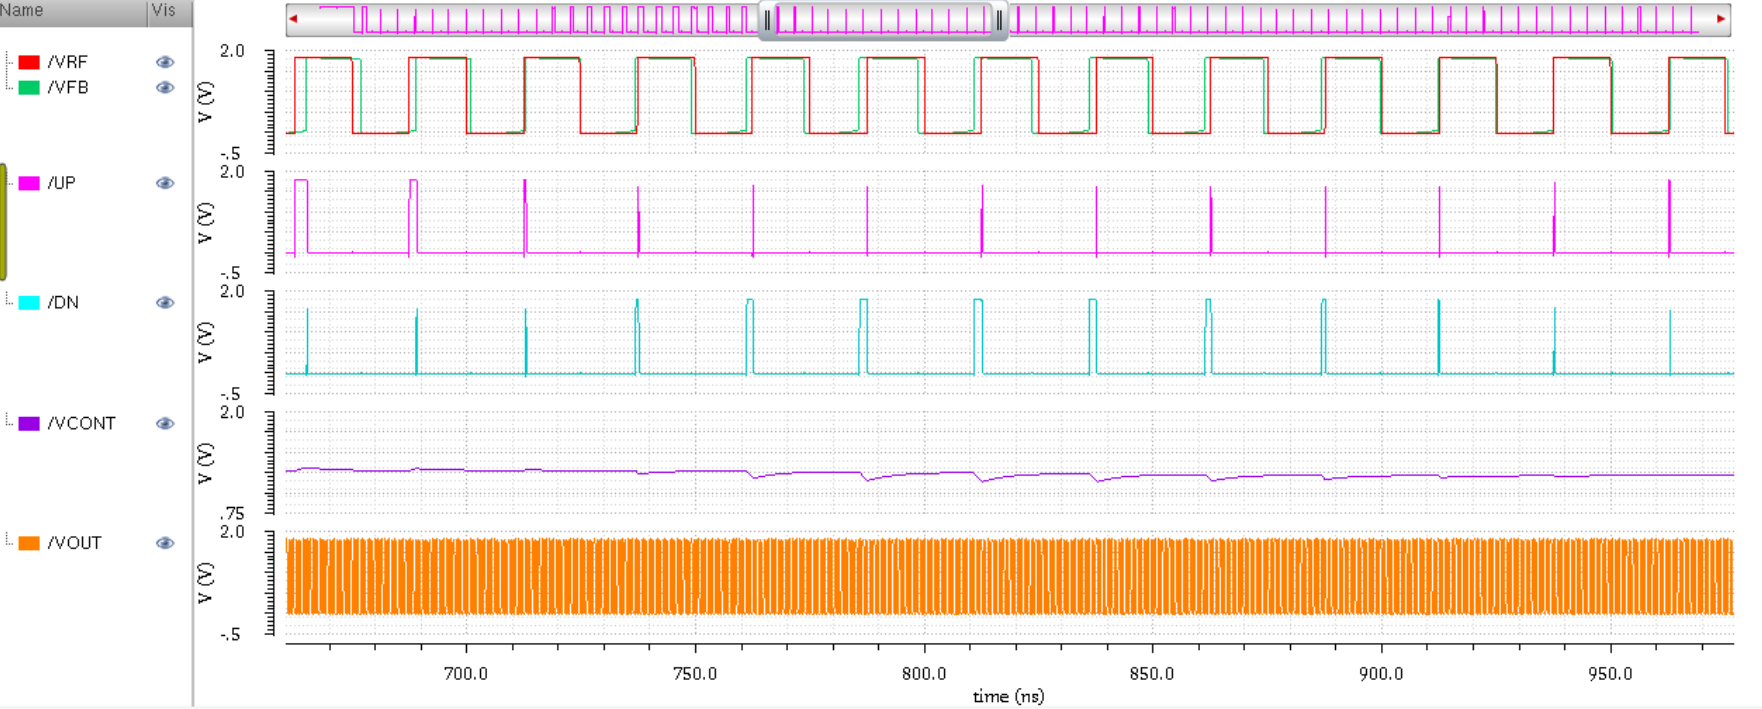 Name Vis
/VRF
/VFB
/UP
/DN
/VCONT
/VOUT
2.0
V (V)
-.5
2.0
V (V)
-.5
2.0
V (V)
-.5
2.0
V (V)
.75
2.0
V (V)
-.5
700.0 750.0 800.0 850.0 900.0 950.0
time (ns)